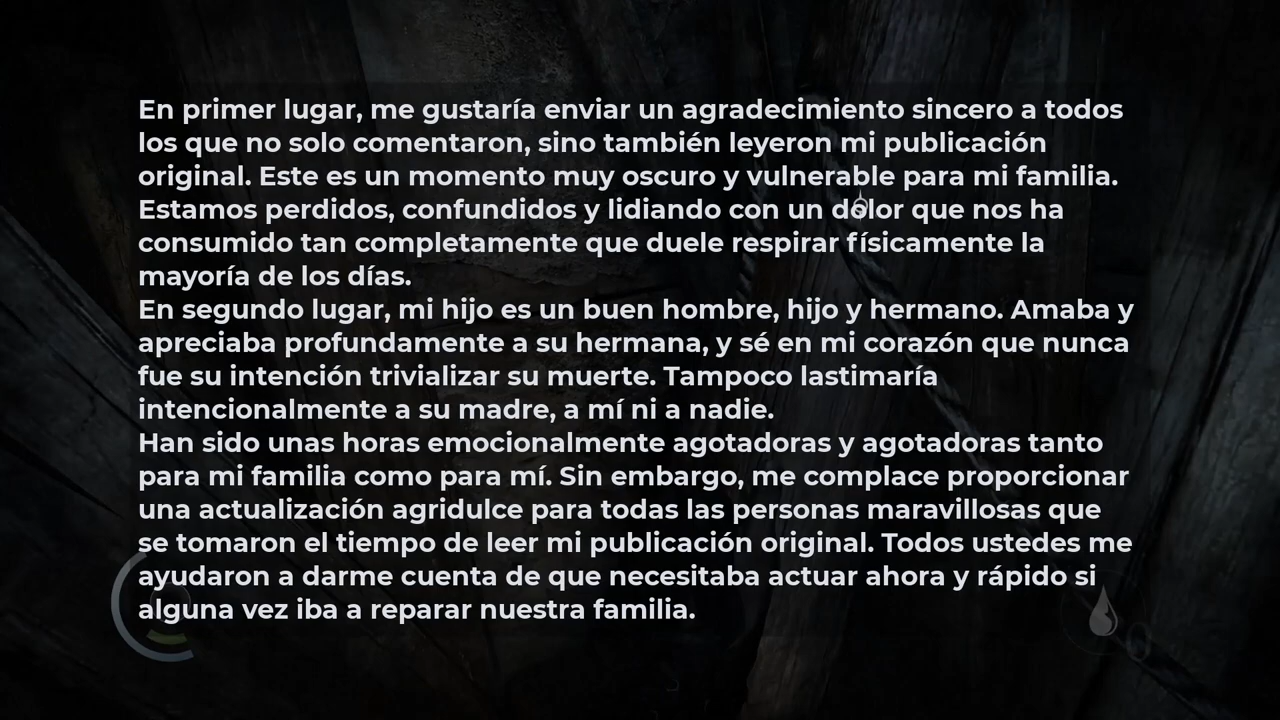 En primer lugar, me gustaría enviar un agradecimiento sincero a todos
los que no solo comentaron, sino también leyeron mi publicación
original. Este es un momento muy oscuro y vulnerable para mi familia.
Estamos perdidos, confundidos y lidiando con un dolor que nos ha
consumido tan completamente que duele respirar físicamente la
mayoría de los días.
En segundo lugar, mi hijo es un buen hombre, hijo y hermano. Amaba y
apreciaba profundamente a su hermana, y sé en mi corazón que nunca
fue su intención trivializar su muerte. Tampoco lastimaría
intencionalmente a su madre, a mí ni a nadie.
Han sido unas horas emocionalmente agotadoras y agotadoras tanto
para mi familia como para mí. Sin embargo, me complace proporcionar
una actualización agridulce para todas las personas maravillosas que
se tomaron el tiempo de leer mi publicación original. Todos ustedes me
ayudaron a darme cuenta de que necesitaba actuar ahora y rápido si
alguna vez iba a reparar nuestra familia.